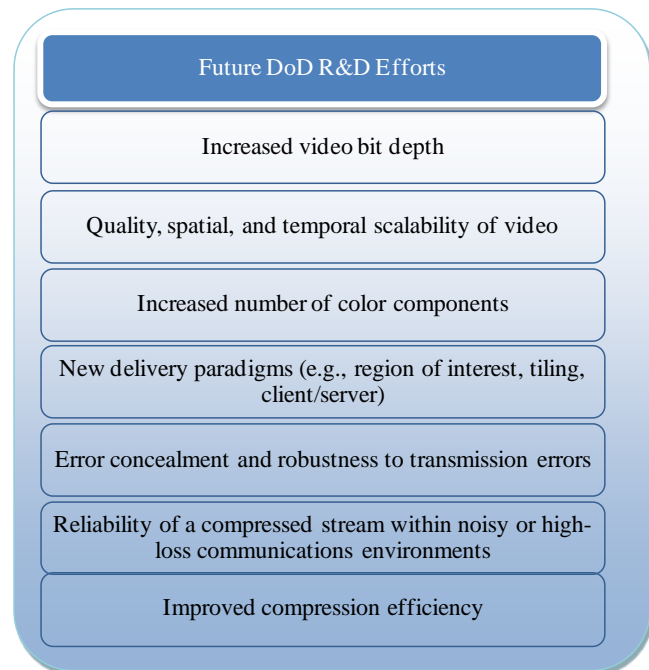 Future DoD R&D Efforts
Increased video bit depth
Quality, spatial, and temporal scalability of video
Increased number of color components
New delivery paradigms (e.g., region of interest, tiling,
client/server)
Error concealment and robustness to transmission errors
Reliability of a compressed stream within noisy or high-
loss communications environments
Improved compression efficiency